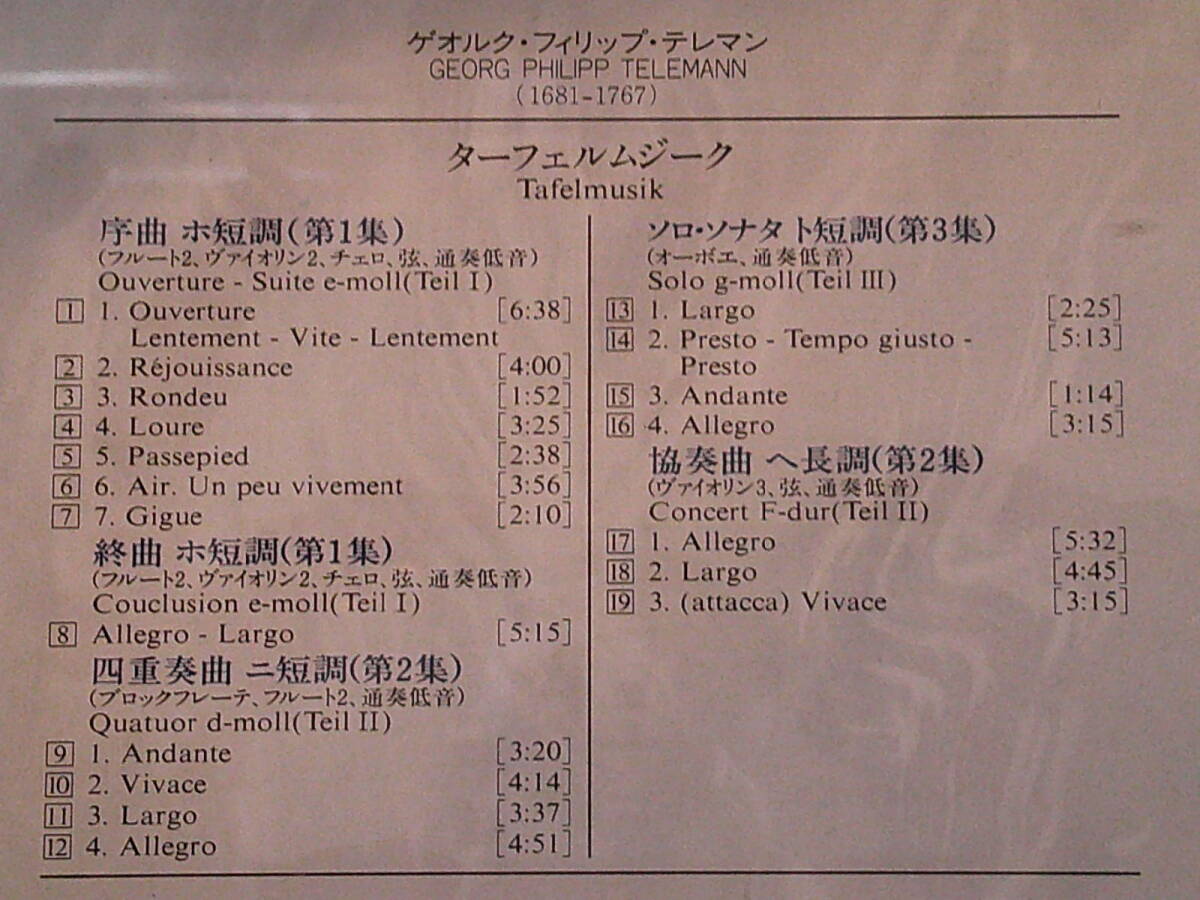 ゲオルク・フィリップ・テレマン
GEORG PHILIPP TELEMANN
(1681-1767)
ターフェルムジーク
Tafelmusik
序曲 ホ短調(第1集)
(フルート2、ヴァイオリン2、チェロ、弦、通奏低音)
Ouverture - Suite e-moll(Teil I)
1 1. Ouverture [6:38]
Lentement - Vite - Lentement
2 2. Réjouissance [4:00]
3 3. Rondeu [1:52]
4 4. Loure [3:25]
5 5. Passepied [2:38]
6 6. Air. Un peu vivement [3:56]
7 7. Gigue [2:10]
終曲 ホ短調(第1集)
(フルート2、ヴァイオリン2、チェロ、弦、通奏低音)
Couclusion e-moll(Teil I)
8 Allegro - Largo [5:15]
四重奏曲 ニ短調(第2集)
(ブロックフレーテ、フルート2、通奏低音)
Quatuor d-moll(Teil II)
9 1. Andante [3:20]
10 2. Vivace [4:14]
11 3. Largo [3:37]
12 4. Allegro [4:51]
ソロ・ソナタ ト短調(第3集)
(オーボエ、通奏低音)
Solo g-moll(Teil III)
13 1. Largo [2:25]
14 2. Presto - Tempo giusto - [5:13]
Presto
15 3. Andante [1:14]
16 4. Allegro [3:15]
協奏曲 ヘ長調(第2集)
(ヴァイオリン3、弦、通奏低音)
Concert F-dur(Teil II)
17 1. Allegro [5:32]
18 2. Largo [4:45]
19 3. (attacca) Vivace [3:15]